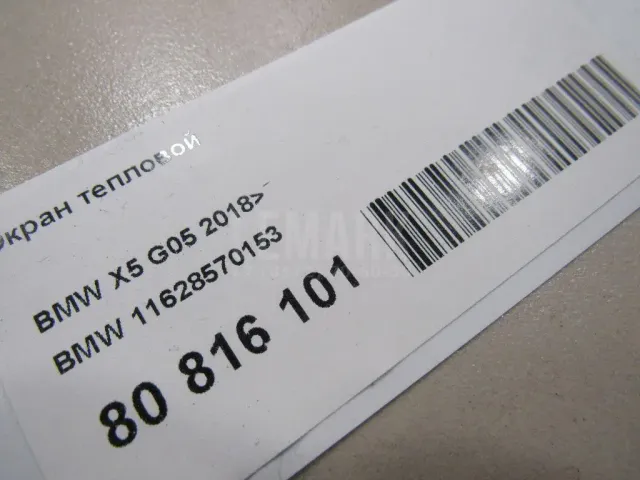 Экран тепловой
BMW X5 G05 2018>
BMW 11628570153
80 816 101